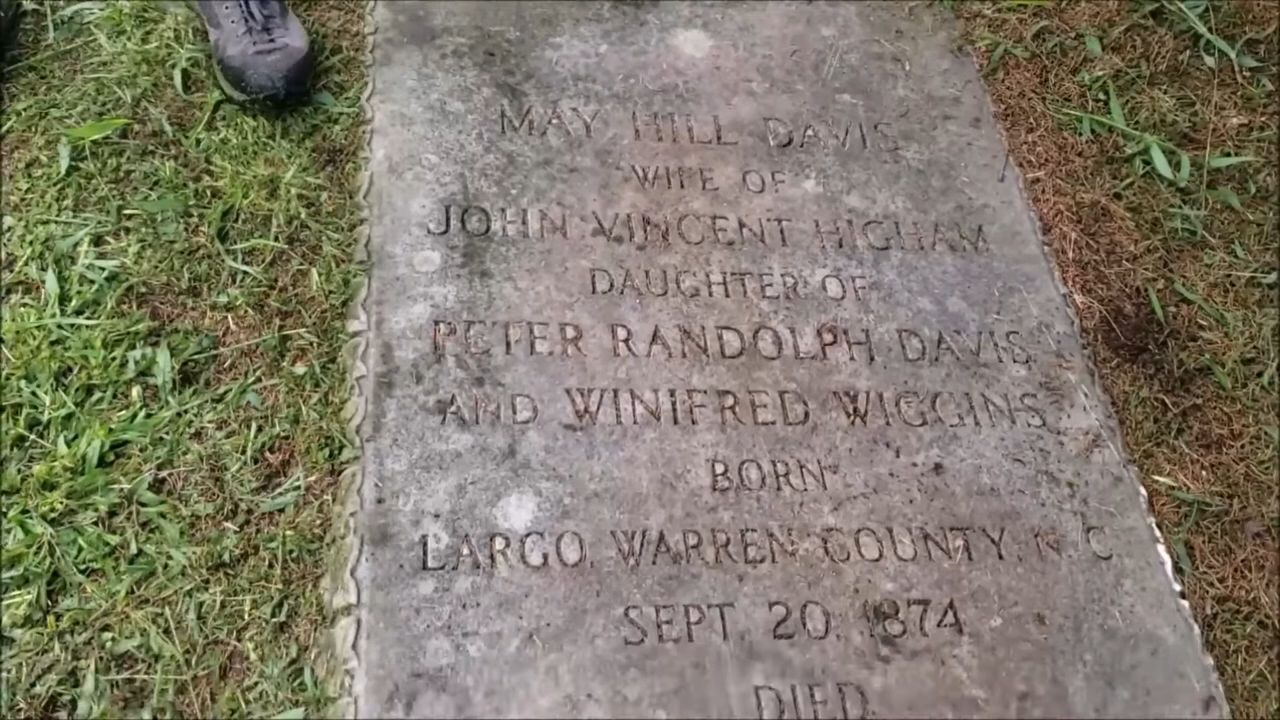 MAY HILL DAVIS
WIFE OF
JOHN VINCENT HIGHAM
DAUGHTER OF
PETER RANDOLPH DAVIS
AND WINIFRED WIGGINS
BORN
LARGO, WARREN COUNTY, N. C
SEPT. 20, 1874
DIED